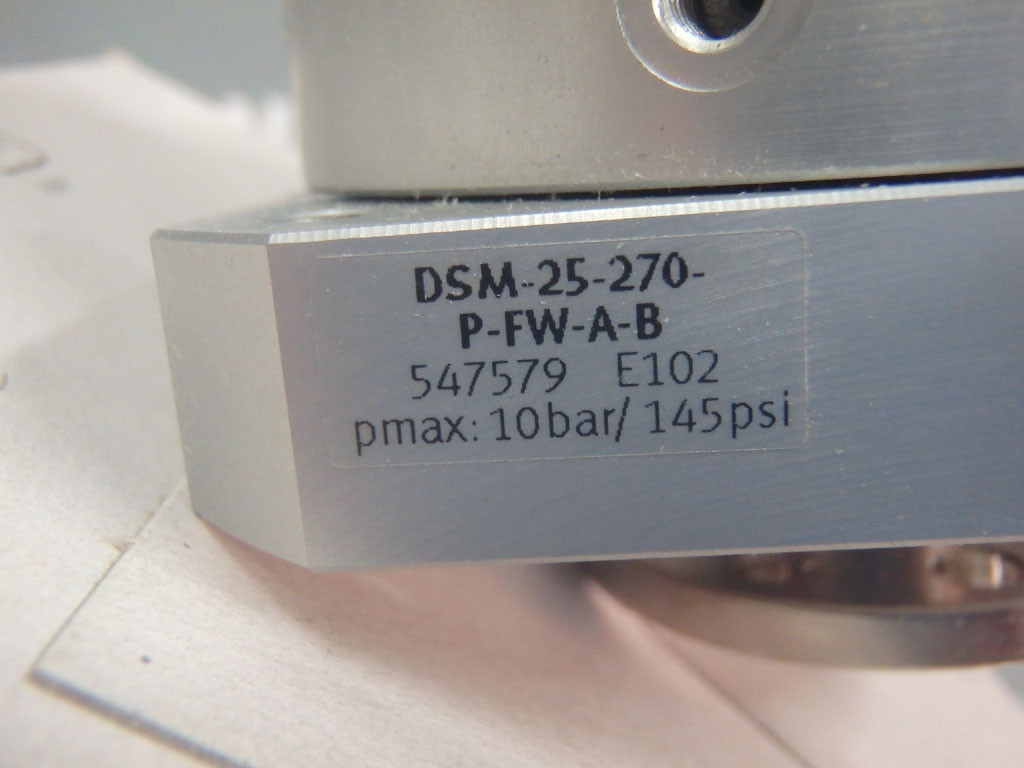 DSM-25-270-
P-FW-A-B
547579 E102
pmax: 10bar/ 145psi